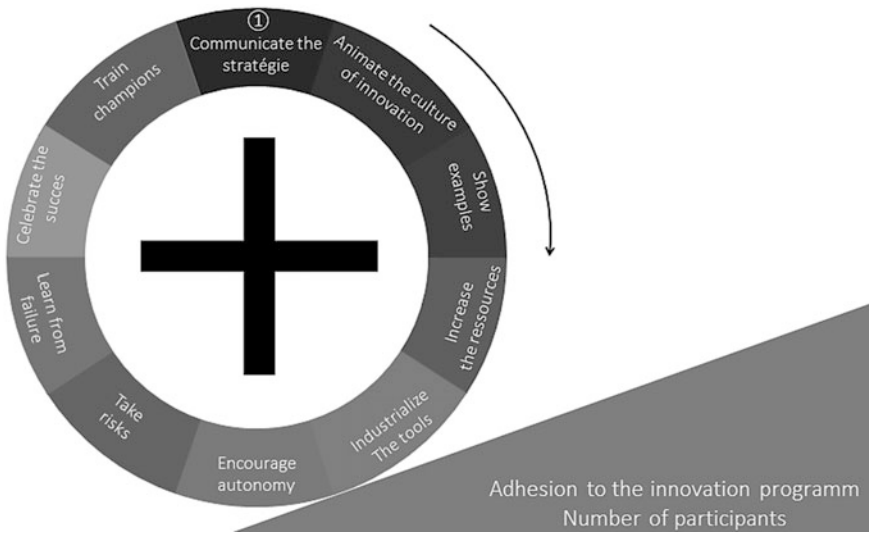 ①
Communicate the
stratégie
Animate the culture
of innovation
Show
examples
Increase
the ressources
Industrialize
The tools
Encourage
autonomy
Take
risks
Learn from
failure
Celebrate the
succes
Train
champions
Adhesion to the innovation programm
Number of participants